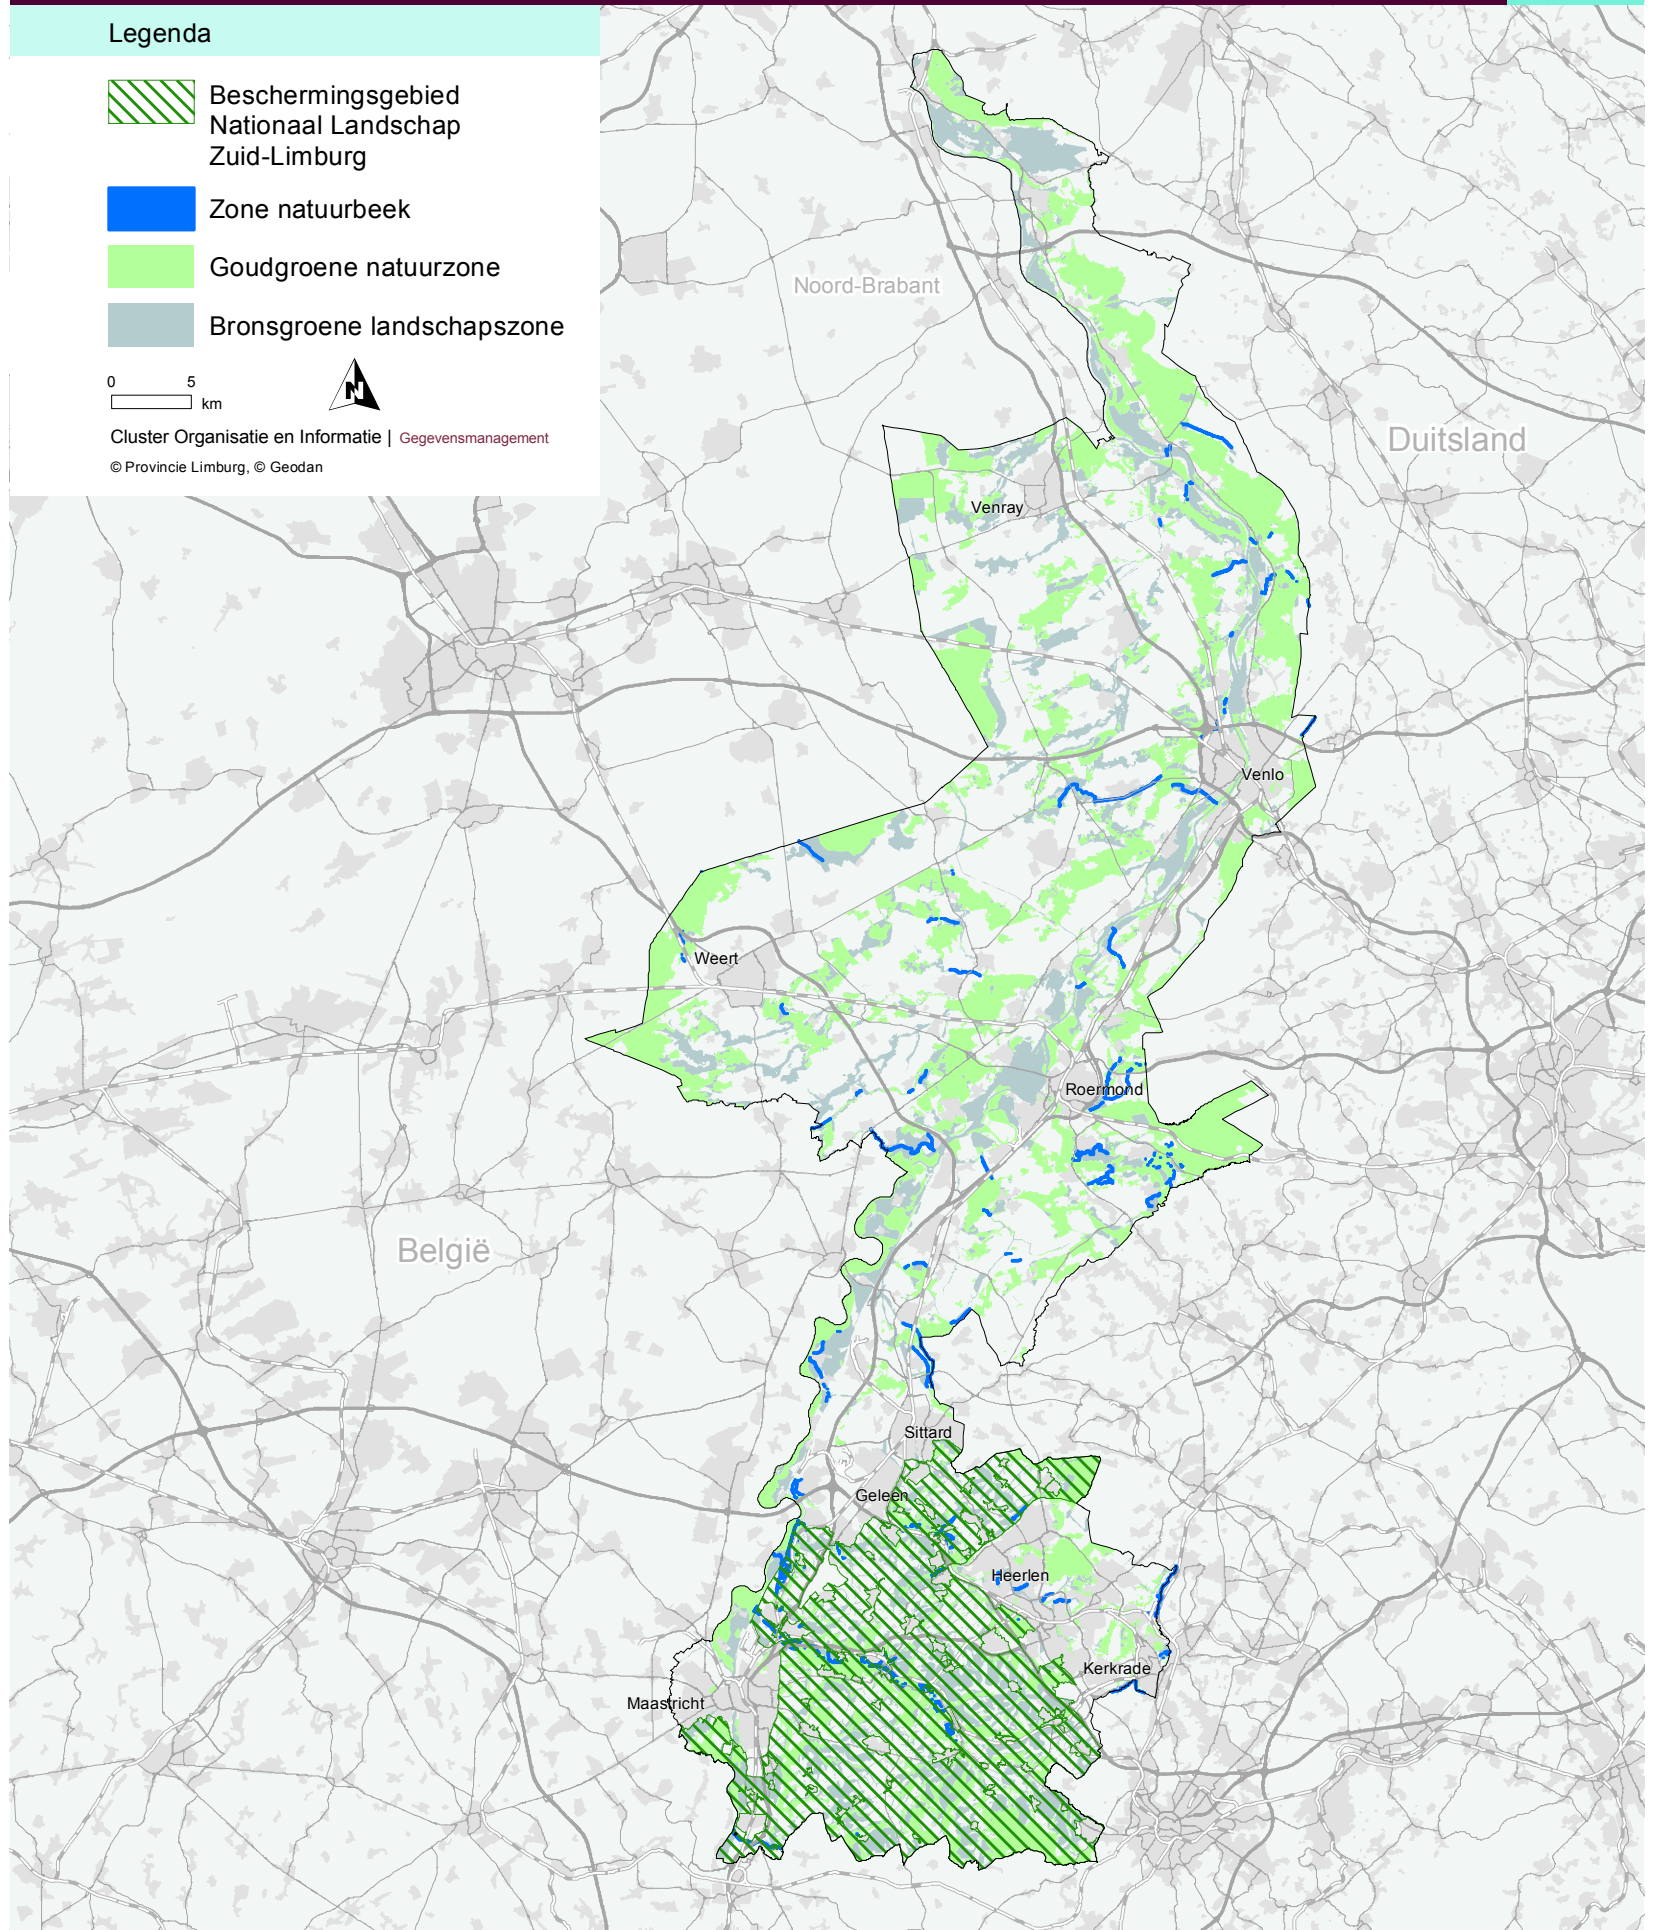 Legenda
Beschermingsgebied
Nationaal Landschap
Zuid-Limburg
Zone natuurbeek
Goudgroene natuurzone
Bronsgroene landschapszone
0 5
km
N
Cluster Organisatie en Informatie | Gegevensmanagement
© Provincie Limburg, © Geodan
Noord-Brabant
Duitsland
Venray
Venlo
Weert
Roermond
België
Sittard
Geleen
Heerlen
Kerkrade
Maastricht